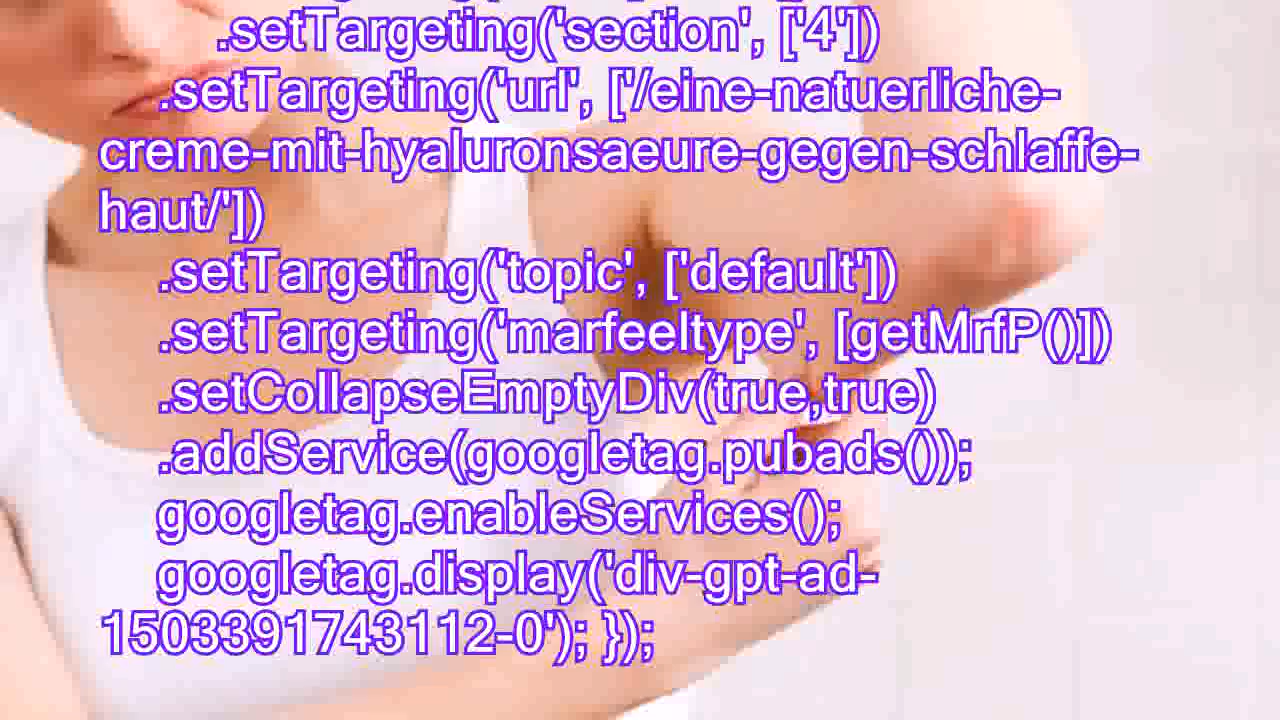 .setTargeting('section', ['4'])
.setTargeting('url', ['/eine-natuerliche-
creme-mit-hyaluronsaeure-gegen-schlaffe-
haut/'])
.setTargeting('topic', ['default'])
.setTargeting('marfeeltype', [getMrfP()])
.setCollapseEmptyDiv(true,true)
.addService(googletag.pubads());
googletag.enableServices();
googletag.display('div-gpt-ad-
1503391743112-0'); });